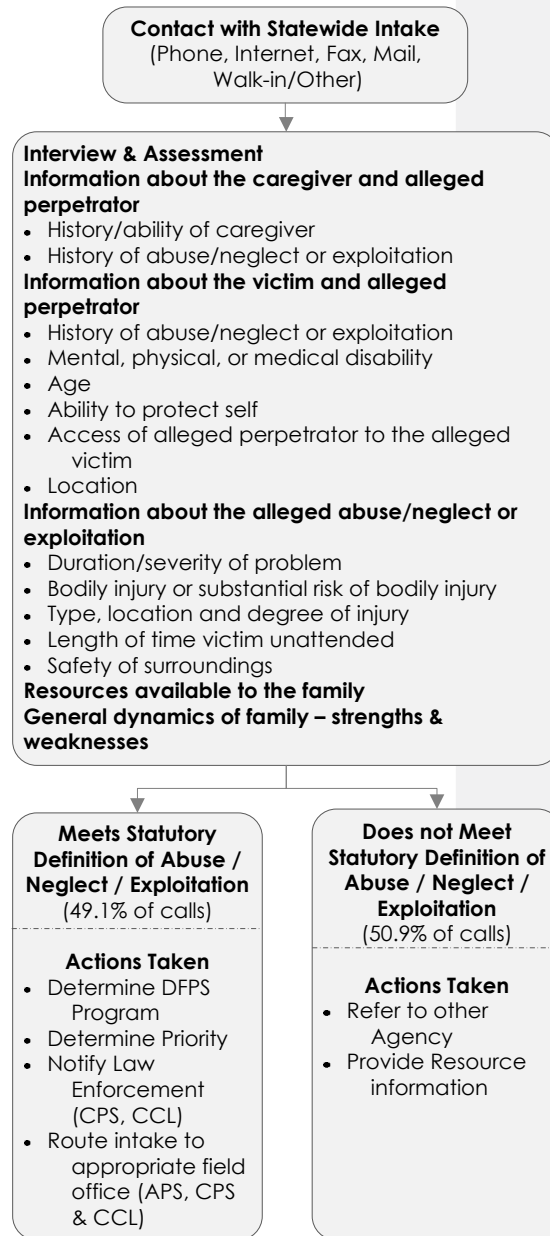 Contact with Statewide Intake
(Phone, Internet, Fax, Mail,
Walk-in/Other)
Interview & Assessment
Information about the caregiver and alleged
perpetrator
• History/ability of caregiver
• History of abuse/neglect or exploitation
Information about the victim and alleged
perpetrator
• History of abuse/neglect or exploitation
• Mental, physical, or medical disability
• Age
• Ability to protect self
• Access of alleged perpetrator to the alleged
victim
• Location
Information about the alleged abuse/neglect or
exploitation
• Duration/severity of problem
• Bodily injury or substantial risk of bodily injury
• Type, location and degree of injury
• Length of time victim unattended
• Safety of surroundings
Resources available to the family
General dynamics of family – strengths &
weaknesses
Meets Statutory
Definition of Abuse /
Neglect / Exploitation
(49.1% of calls)
Actions Taken
• Determine DFPS
Program
• Determine Priority
• Notify Law
Enforcement
(CPS, CCL)
• Route intake to
appropriate field
office (APS, CPS
& CCL)
Does not Meet
Statutory Definition of
Abuse / Neglect /
Exploitation
(50.9% of calls)
Actions Taken
• Refer to other
Agency
• Provide Resource
information